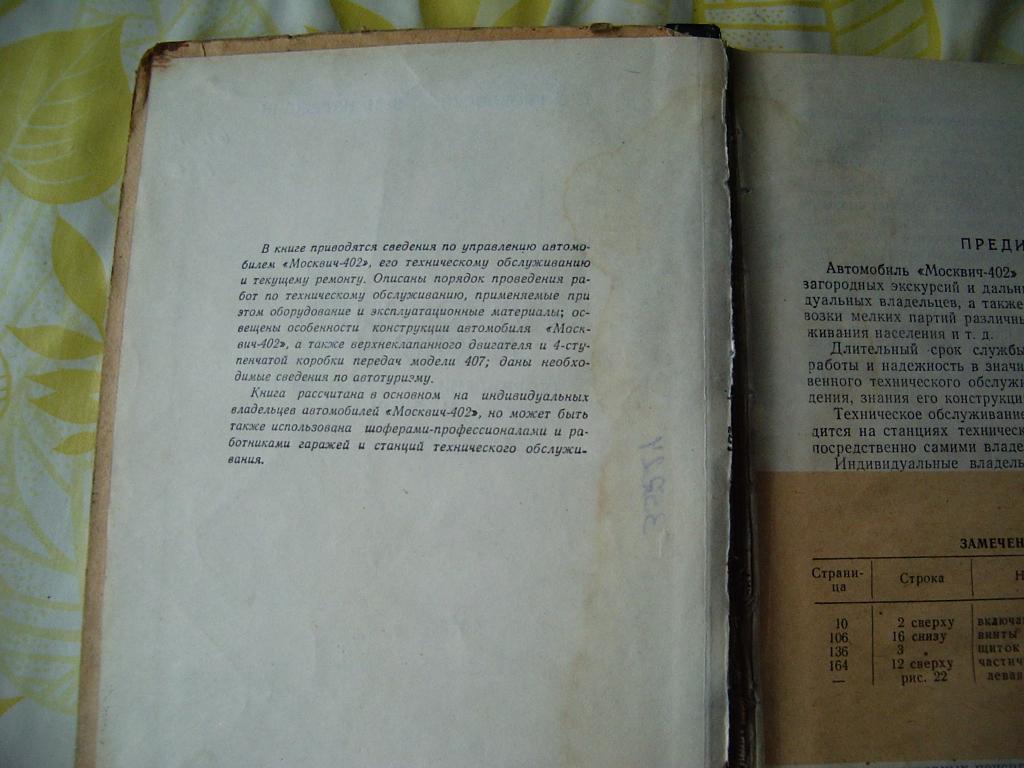 В книге приводятся сведения по управлению автомо-
билем «Москвич-402», его техническому обслуживанию
и текущему ремонту. Описаны порядок проведения ра-
бот по техническому обслуживанию, применяемые при
этом оборудование и эксплуатационные материалы; ос-
вещены особенности конструкции автомобиля «Моск-
вич-402», а также верхнеклапанного двигателя и 4-сту-
пенчатой коробки передач модели 407; даны необхо-
димые сведения по автотуризму.
Книга рассчитана в основном на индивидуальных
владельцев автомобилей «Москвич-402», но может быть
также использована шоферами-профессионалами и ра-
ботниками гаражей и станций технического обслужи-
вания.
ПРЕДИ
Автомобиль «Москвич-402»
загородных экскурсий и дальн
дуальных владельцев, а также
возки мелких партий различны
живания населения и т. д.
Длительный срок службы
работы и надежность в значи
венного технического обслужи
дения, знания его конструкци
Техническое обслуживание
дится на станциях техническ
посредственно самими владе
Индивидуальные владель
ЗАМЕЧЕН
Страни-
ца Строка Н
10 2 сверху включа
106 16 снизу винты
136 3 „ щиток
164 12 сверху частич
— рис. 22 левая